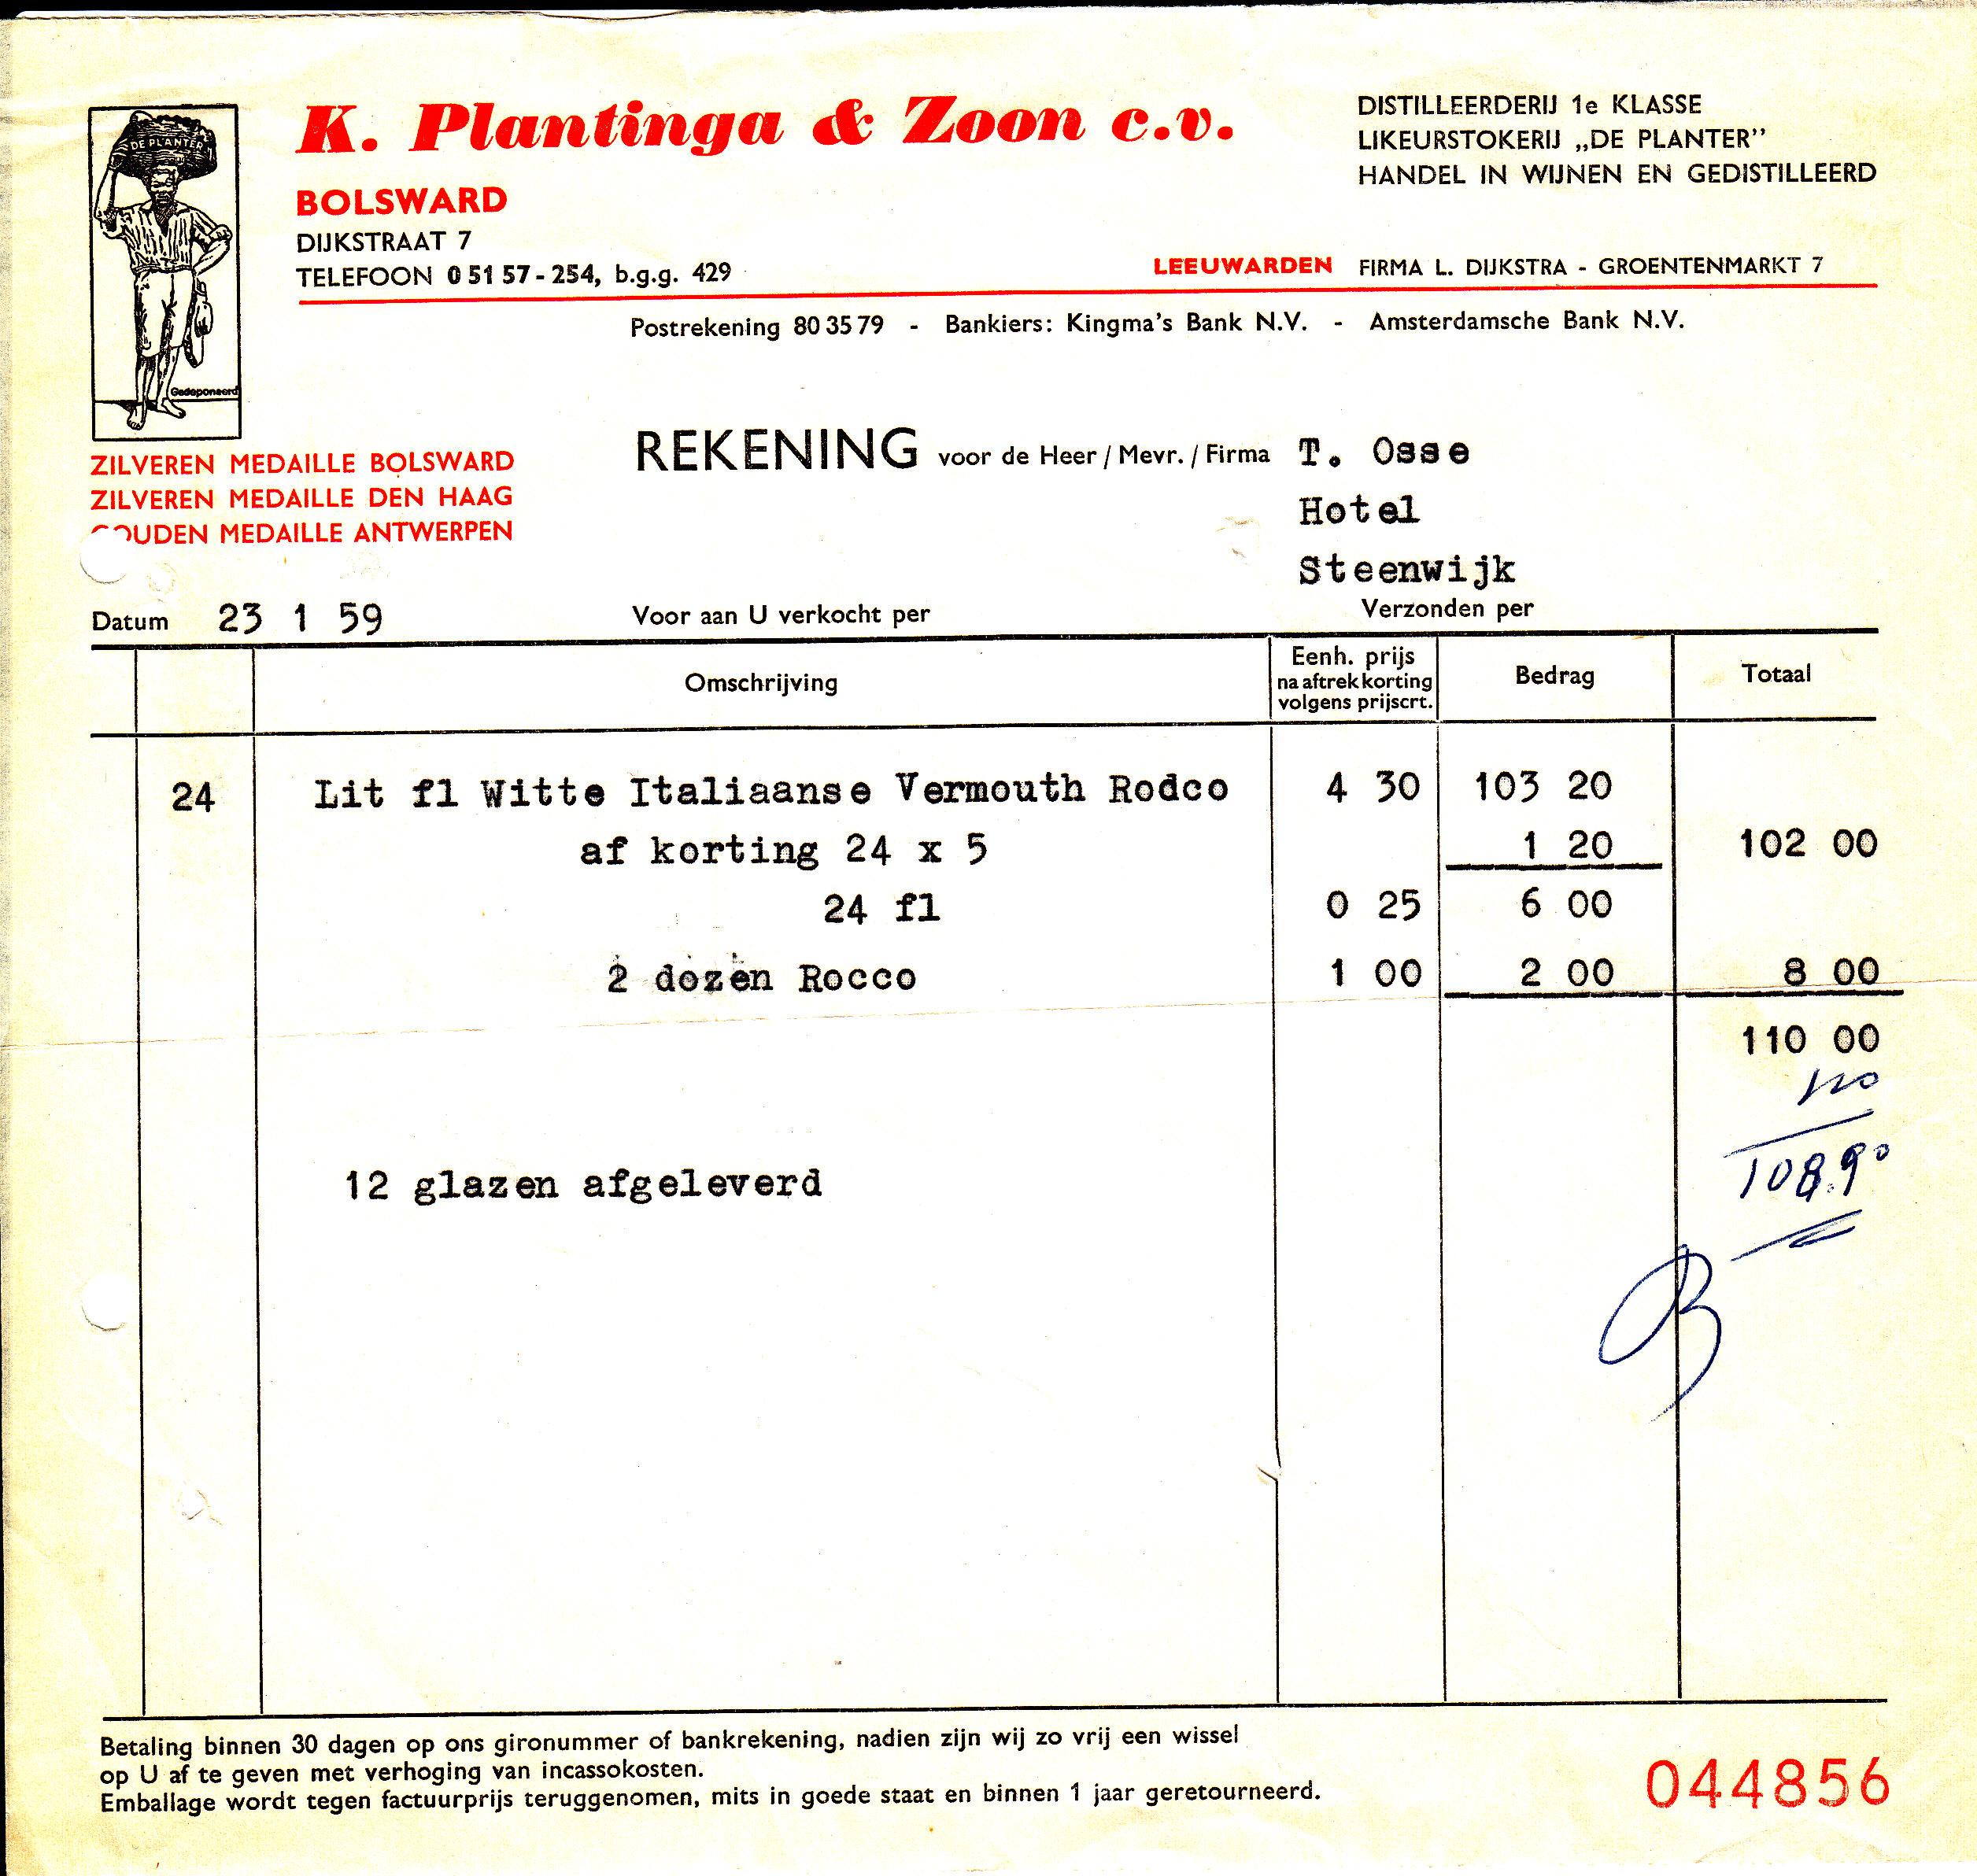 DE PLANTER
Gedeponeerd
K. Plantinga & Zoon c.v.
BOLSWARD
DIJKSTRAAT 7
TELEFOON 0 51 57 - 254, b.g.g. 429
DISTILLEERDERIJ 1e KLASSE
LIKEURSTOKERIJ „DE PLANTER”
HANDEL IN WIJNEN EN GEDISTILLEERD
LEEUWARDEN FIRMA L. DIJKSTRA - GROENTENMARKT 7
Postrekening 80 35 79 - Bankiers: Kingma's Bank N.V. - Amsterdamsche Bank N.V.
ZILVEREN MEDAILLE BOLSWARD
ZILVEREN MEDAILLE DEN HAAG
GOUDEN MEDAILLE ANTWERPEN
REKENING voor de Heer / Mevr. / Firma T. Osse
Hotel
Steenwijk
Datum 23 1 59 Voor aan U verkocht per Verzonden per
Omschrijving Eenh. prijs na aftrek korting volgens prijscrt. Bedrag Totaal
24 Lit fl Witte Italiaanse Vermouth Rodco 4 30 103 20
af korting 24 x 5 1 20 102 00
24 fl 0 25 6 00
2 dozen Rocco 1 00 2 00 8 00
110 00
110
108.90
12 glazen afgeleverd
Betaling binnen 30 dagen op ons gironummer of bankrekening, nadien zijn wij zo vrij een wissel
op U af te geven met verhoging van incassokosten.
Emballage wordt tegen factuurprijs teruggenomen, mits in goede staat en binnen 1 jaar geretourneerd.
044856